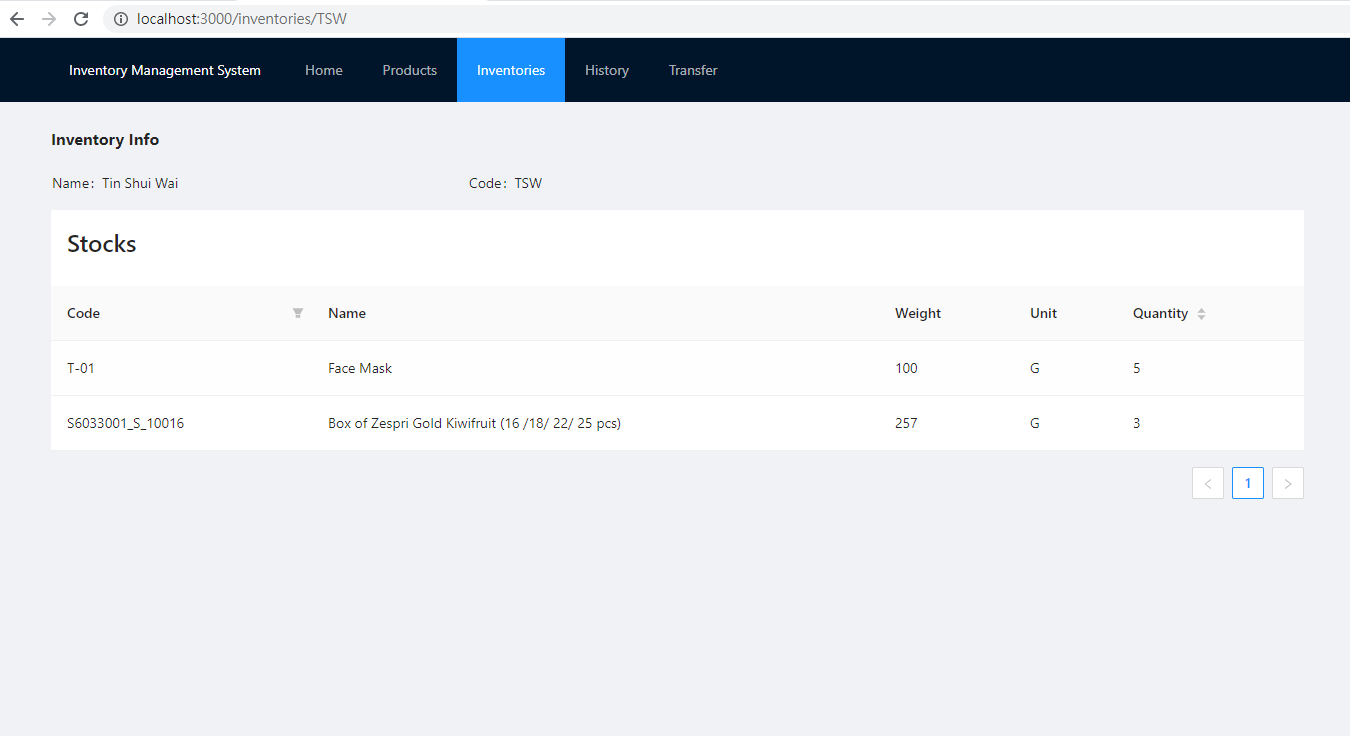 localhost:3000/inventories/TSW
Inventory Management System Home Products Inventories History Transfer
Inventory Info
Name: Tin Shui Wai Code: TSW
Stocks
Code Name Weight Unit Quantity
T-01 Face Mask 100 G 5
S6033001_S_10016 Box of Zespri Gold Kiwifruit (16 /18/ 22/ 25 pcs) 257 G 3
< 1 >